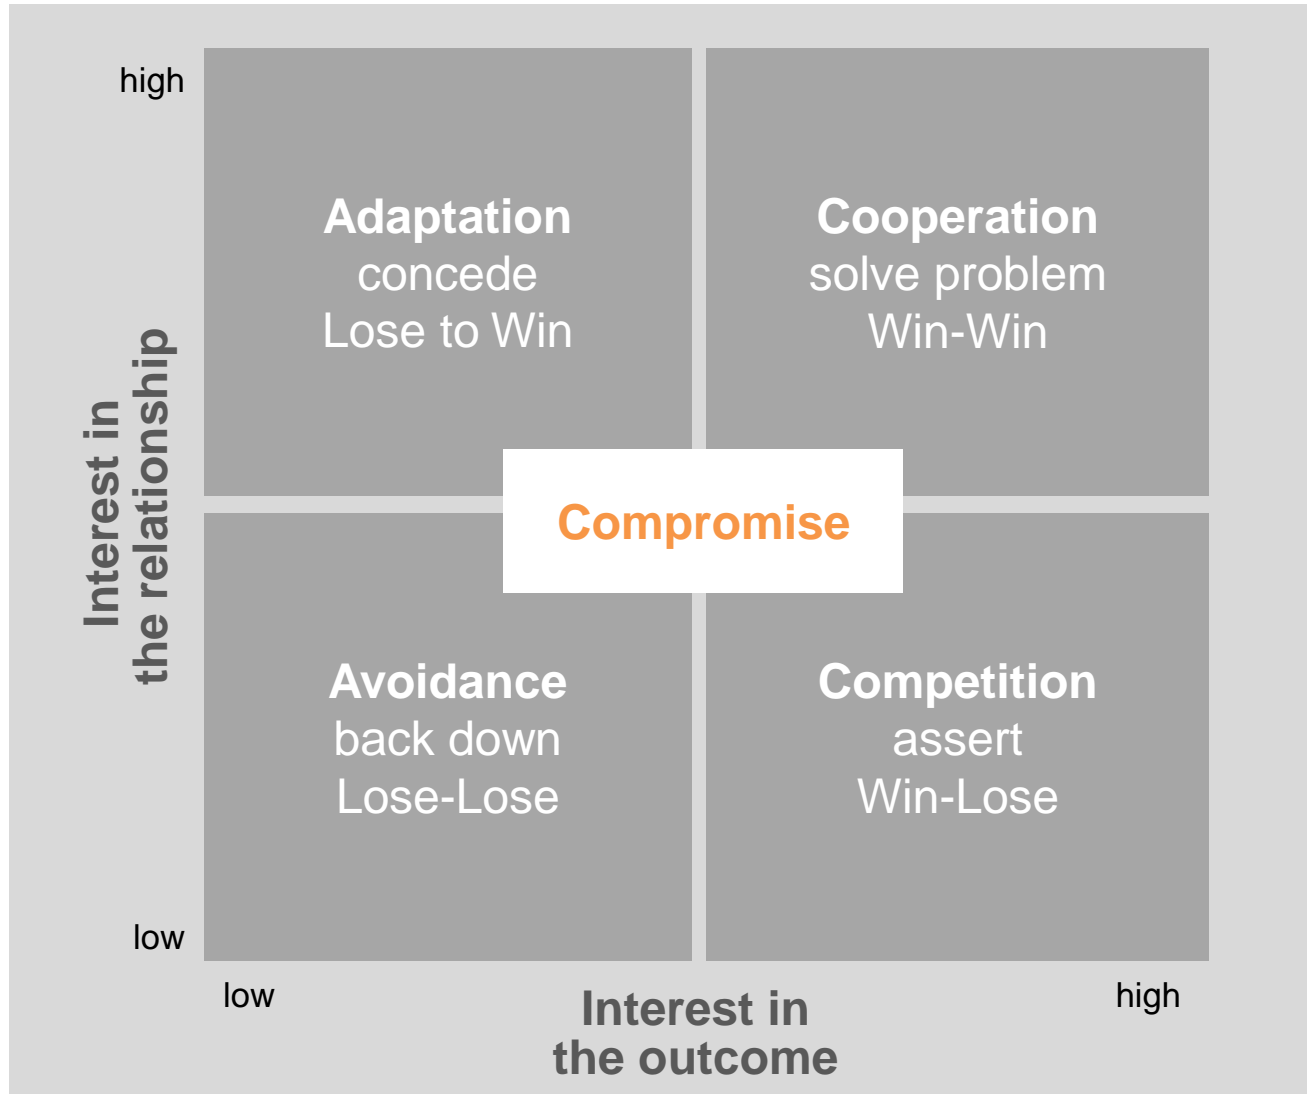 high
Adaptation
concede
Lose to Win
Cooperation
solve problem
Win-Win
Interest in
the relationship
Compromise
Avoidance
back down
Lose-Lose
Competition
assert
Win-Lose
low
low
high
Interest in
the outcome